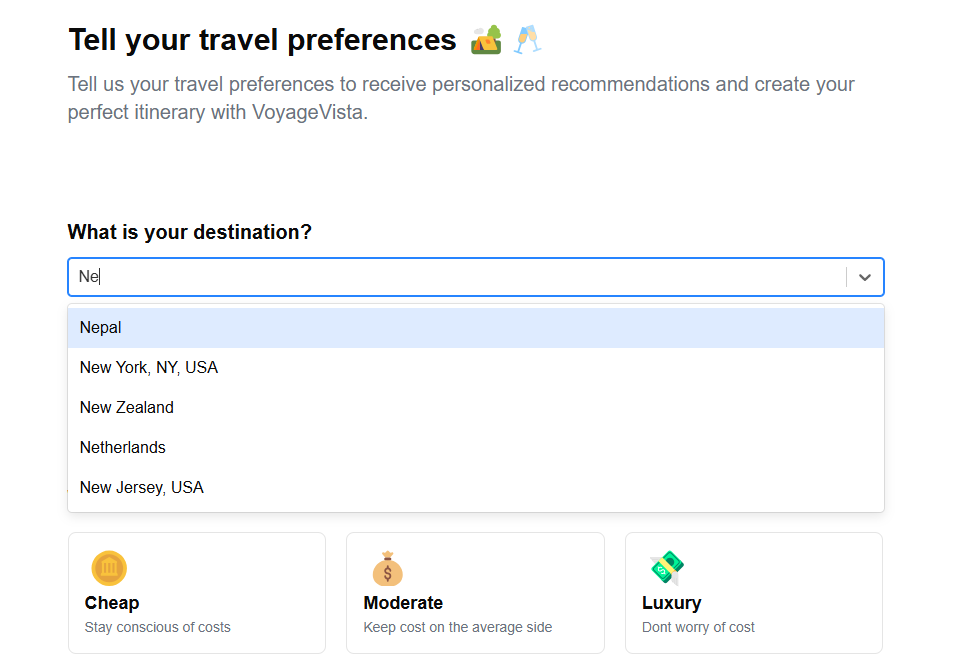 Tell your travel preferences
Tell us your travel preferences to receive personalized recommendations and create your
perfect itinerary with VoyageVista.
What is your destination?
Ne
Nepal
New York, NY, USA
New Zealand
Netherlands
New Jersey, USA
Cheap
Stay conscious of costs
Moderate
Keep cost on the average side
Luxury
Dont worry of cost